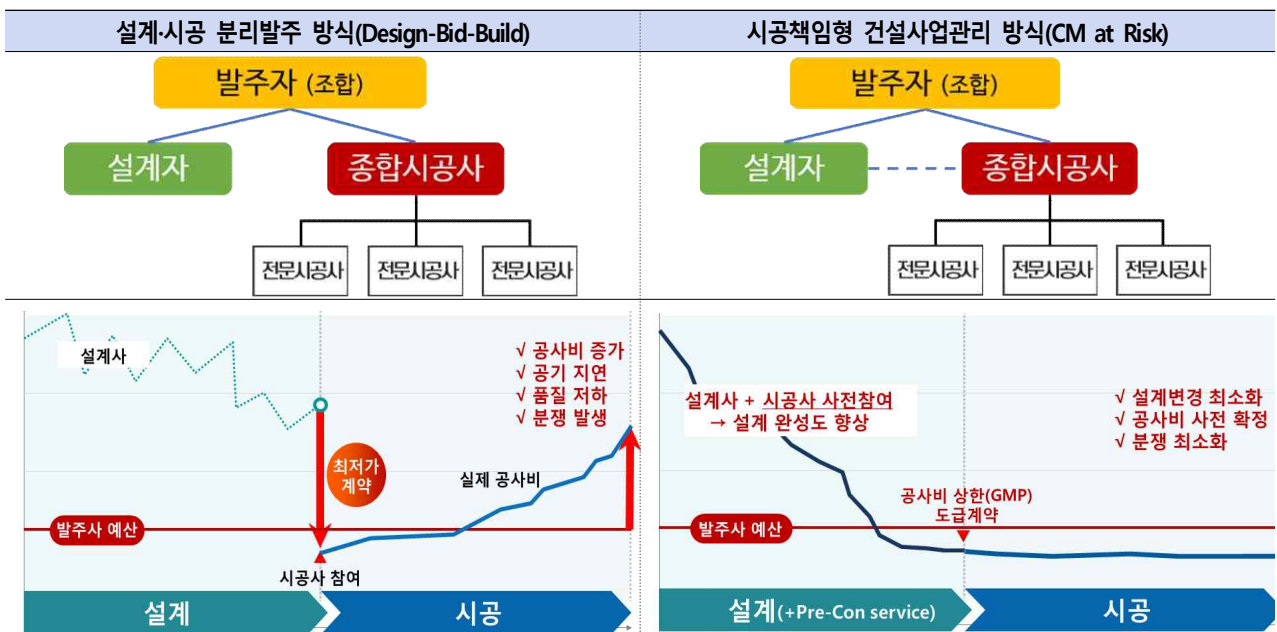 설계·시공 분리발주 방식(Design-Bid-Build)
발주자 (조합)
설계자
종합시공사
전문시공사
전문시공사
전문시공사
설계사
√ 공사비 증가
√ 공기 지연
√ 품질 저하
√ 분쟁 발생
최저가
계약
실제 공사비
발주사 예산
시공사 참여
설계
시공
시공책임형 건설사업관리 방식(CM at Risk)
발주자 (조합)
설계자
종합시공사
전문시공사
전문시공사
전문시공사
설계사 + 시공사 사전참여
→ 설계 완성도 향상
√ 설계변경 최소화
√ 공사비 사전 확정
√ 분쟁 최소화
공사비 상한(GMP)
도급계약
발주사 예산
설계(+Pre-Con service)
시공